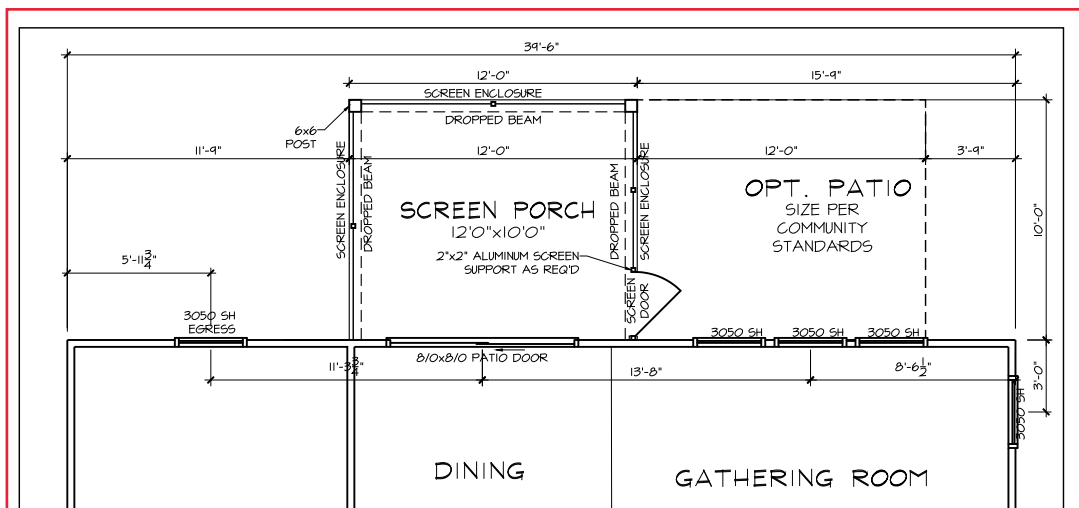 39'-6"
12'-0"
15'-9"
SCREEN ENCLOSURE
DROPPED BEAM
6x6
POST
11'-9"
12'-0"
12'-0"
3'-9"
SCREEN ENCLOSURE
DROPPED BEAM
DROPPED BEAM
SCREEN ENCLOSURE
OPT. PATIO
SIZE PER
COMMUNITY
STANDARDS
10'-0"
SCREEN PORCH
12'0"x10'0"
2"x2" ALUMINUM SCREEN
SUPPORT AS REQ'D
5'-11 3/4"
SCREEN
DOOR
3050 SH
EGRESS
3050 SH
3050 SH
3050 SH
8/0x8/0 PATIO DOOR
11'-3 3/4"
13'-8"
8'-6 1/2"
3'-0"
3050 SH
DINING
GATHERING ROOM